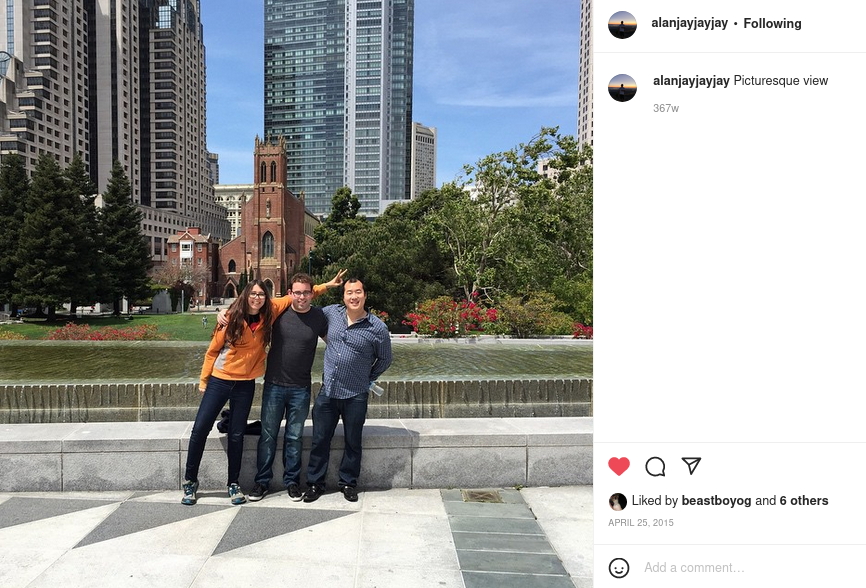 alanjayjayjay • Following
alanjayjayjay Picturesque view
367w
Liked by beastboyog and 6 others
APRIL 25, 2015
Add a comment...